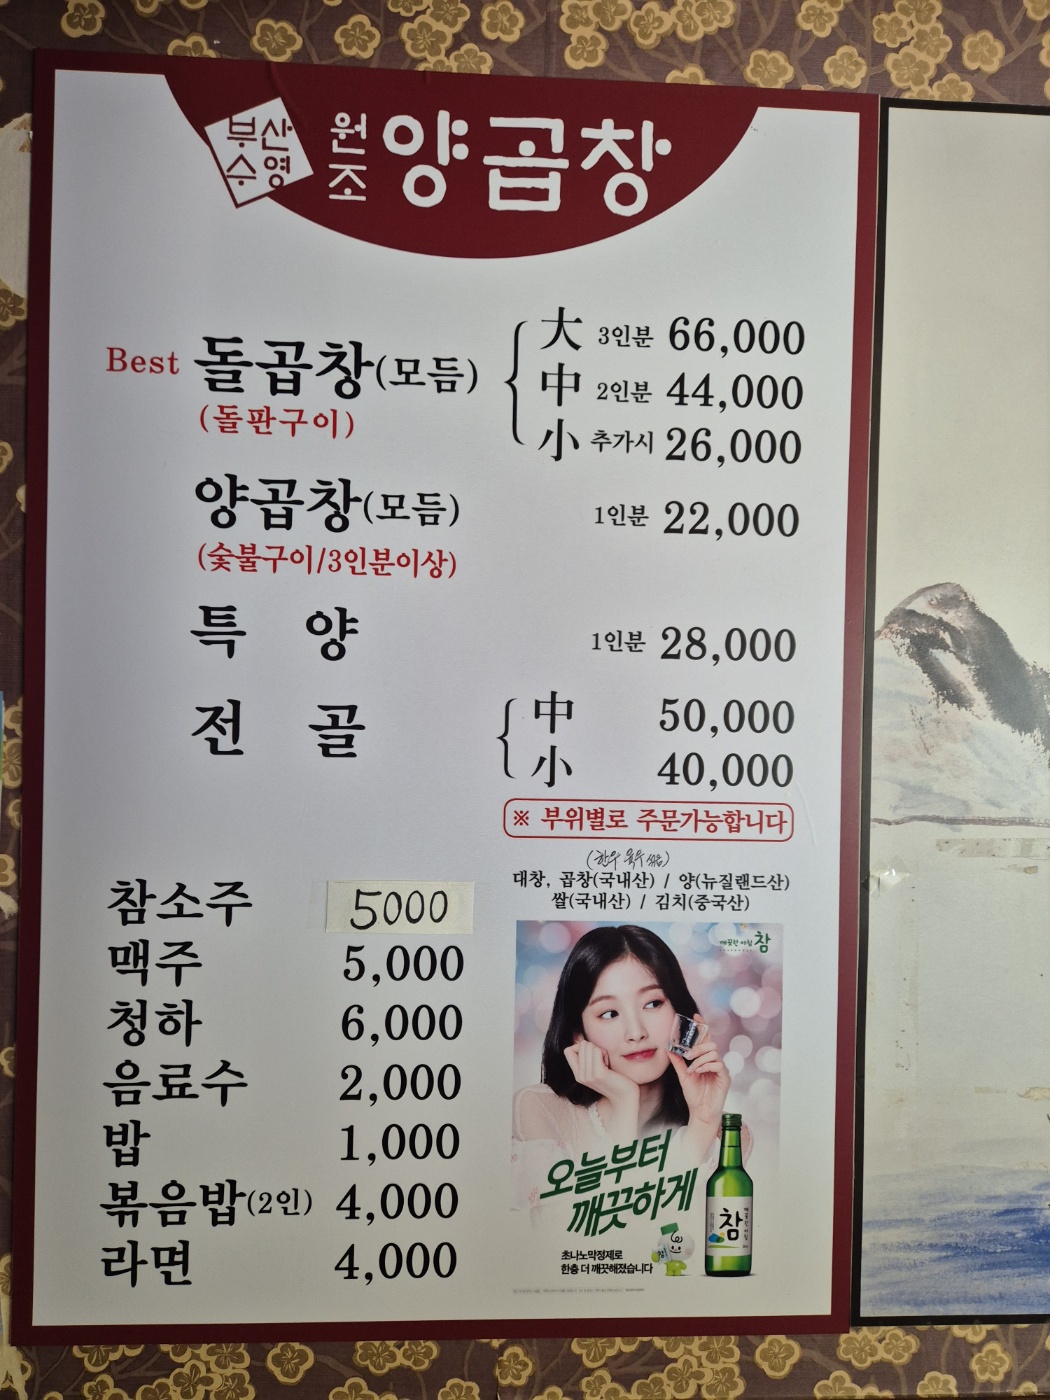 부산
수영
원조 양곱창
Best 돌곱창(모듬)
(돌판구이)
大 3인분 66,000
中 2인분 44,000
小 추가시 26,000
양곱창(모듬) 1인분 22,000
(숯불구이/3인분이상)
특 양 1인분 28,000
전 골
中 50,000
小 40,000
※ 부위별로 주문가능합니다
(한우 육우
대창, 곱창(국내산) / 양(뉴질랜드산)
쌀(국내산) / 김치(중국산)
참소주 5000
맥주 5,000
청하 6,000
음료수 2,000
밥 1,000
볶음밥(2인) 4,000
라면 4,000
깨끗한 아침 참
오늘부터
깨끗하게
참
초나노막정제로
한층 더 깨끗해졌습니다